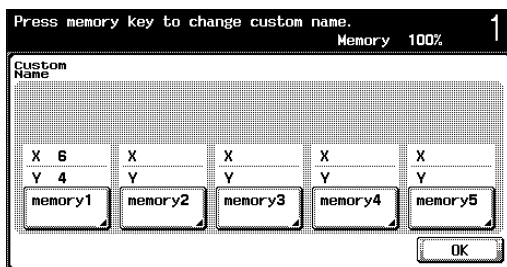 Press memory key to change custom name.
Memory 100% 1
Custom
Name
X 6 X X X X
Y 4 Y Y Y Y
memory1 memory2 memory3 memory4 memory5
OK